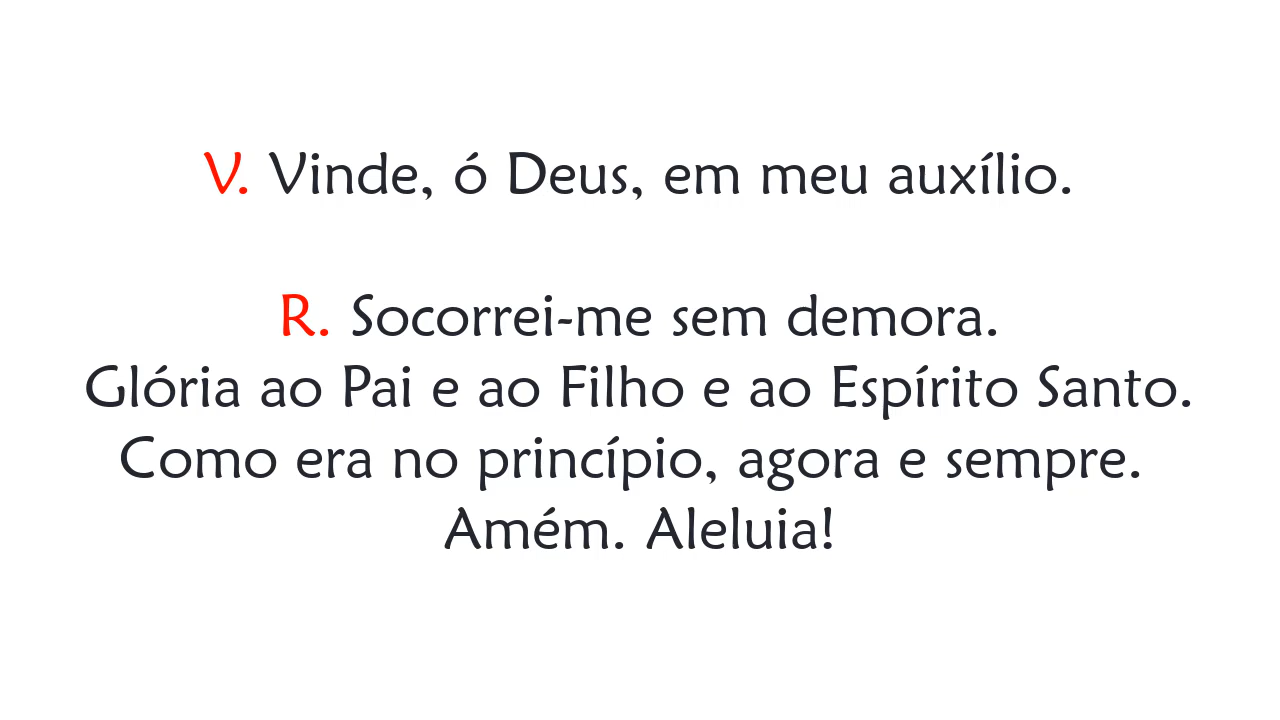 V. Vinde, ó Deus, em meu auxílio.
R. Socorrei-me sem demora.
Glória ao Pai e ao Filho e ao Espírito Santo.
Como era no princípio, agora e sempre.
Amém. Aleluia!